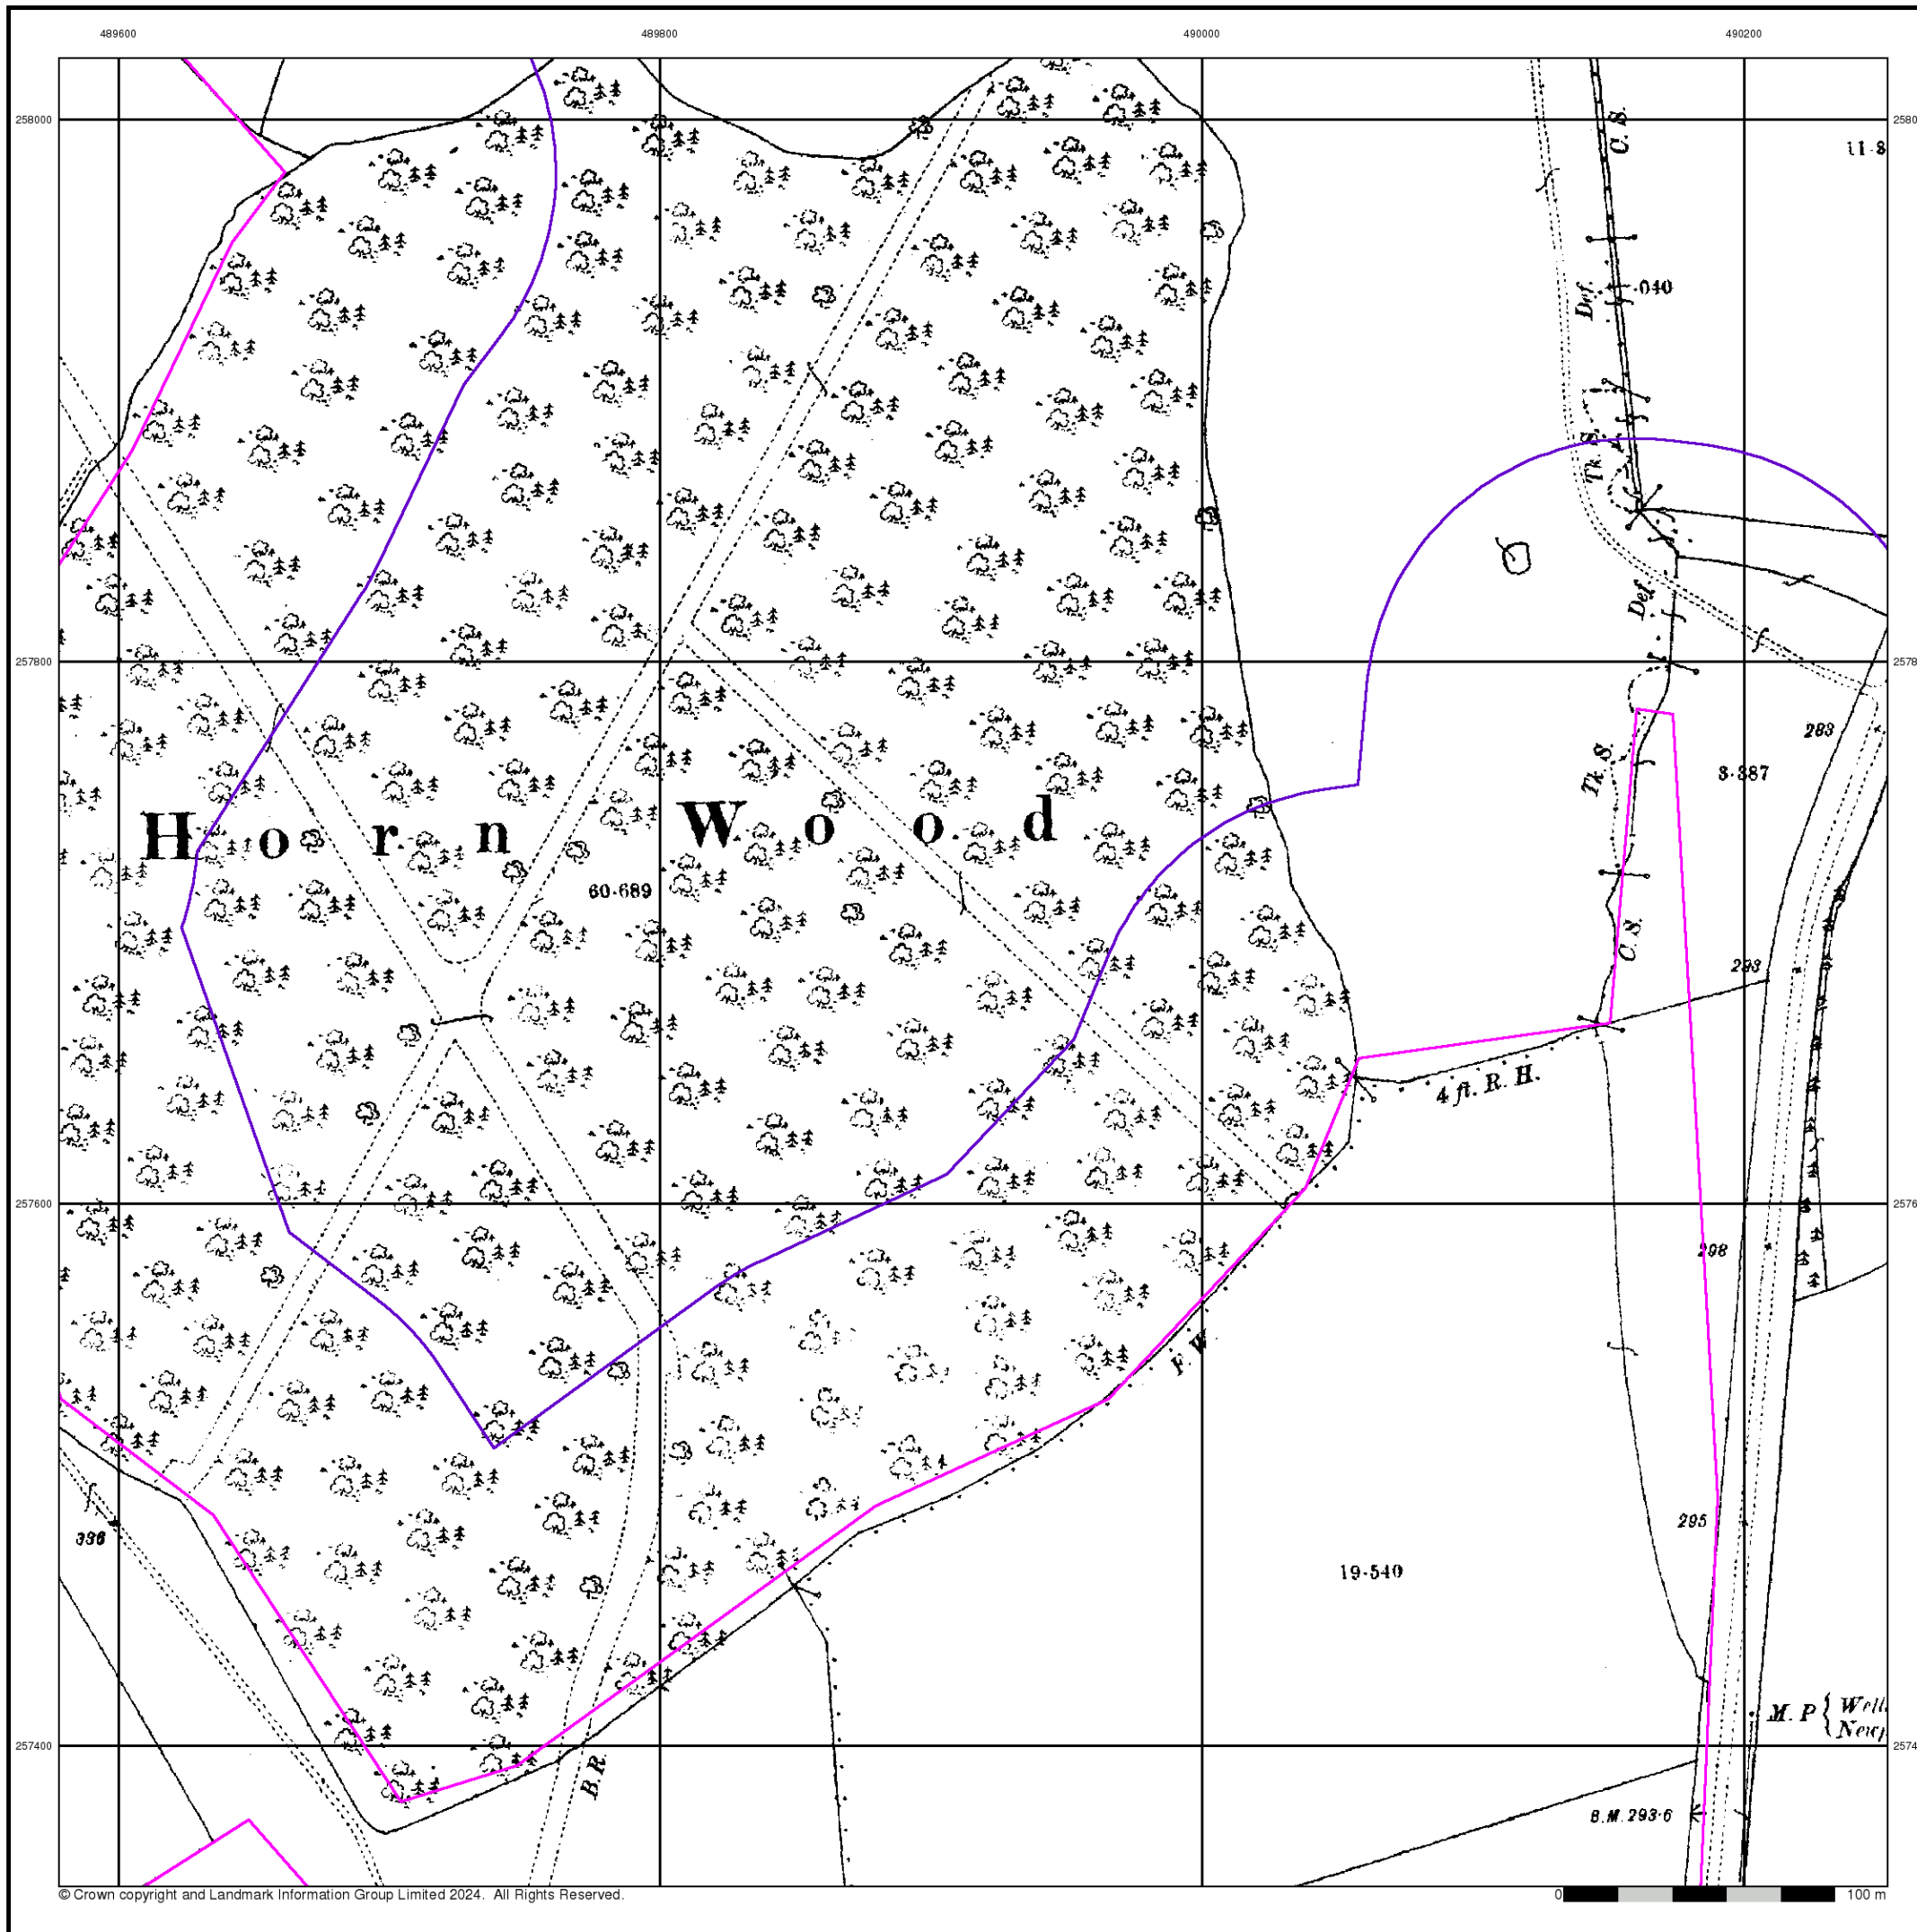 489600 489800 490000 490200
258000
C. S.
11·8
Def.
·040
Tk. S.
Def.
257800
283
Tk. S.
3·887
Horn Wood
60·689
C. S.
293
4 ft. R. H.
257600
298
F. W.
295
336
19·540
M. P
257400
B.R.
B.M. 293·6
© Crown copyright and Landmark Information Group Limited 2024. All Rights Reserved.
0 100 m